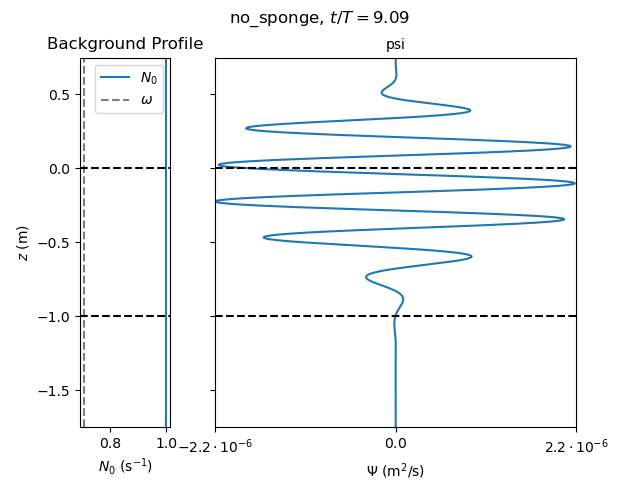 no_sponge, t/T = 9.09
Background Profile
psi
N₀
ω
0.5
0.0
−0.5
−1.0
−1.5
z (m)
0.8
1.0
N₀ (s⁻¹)
−2.2 · 10⁻⁶
0.0
2.2 · 10⁻⁶
Ψ (m²/s)